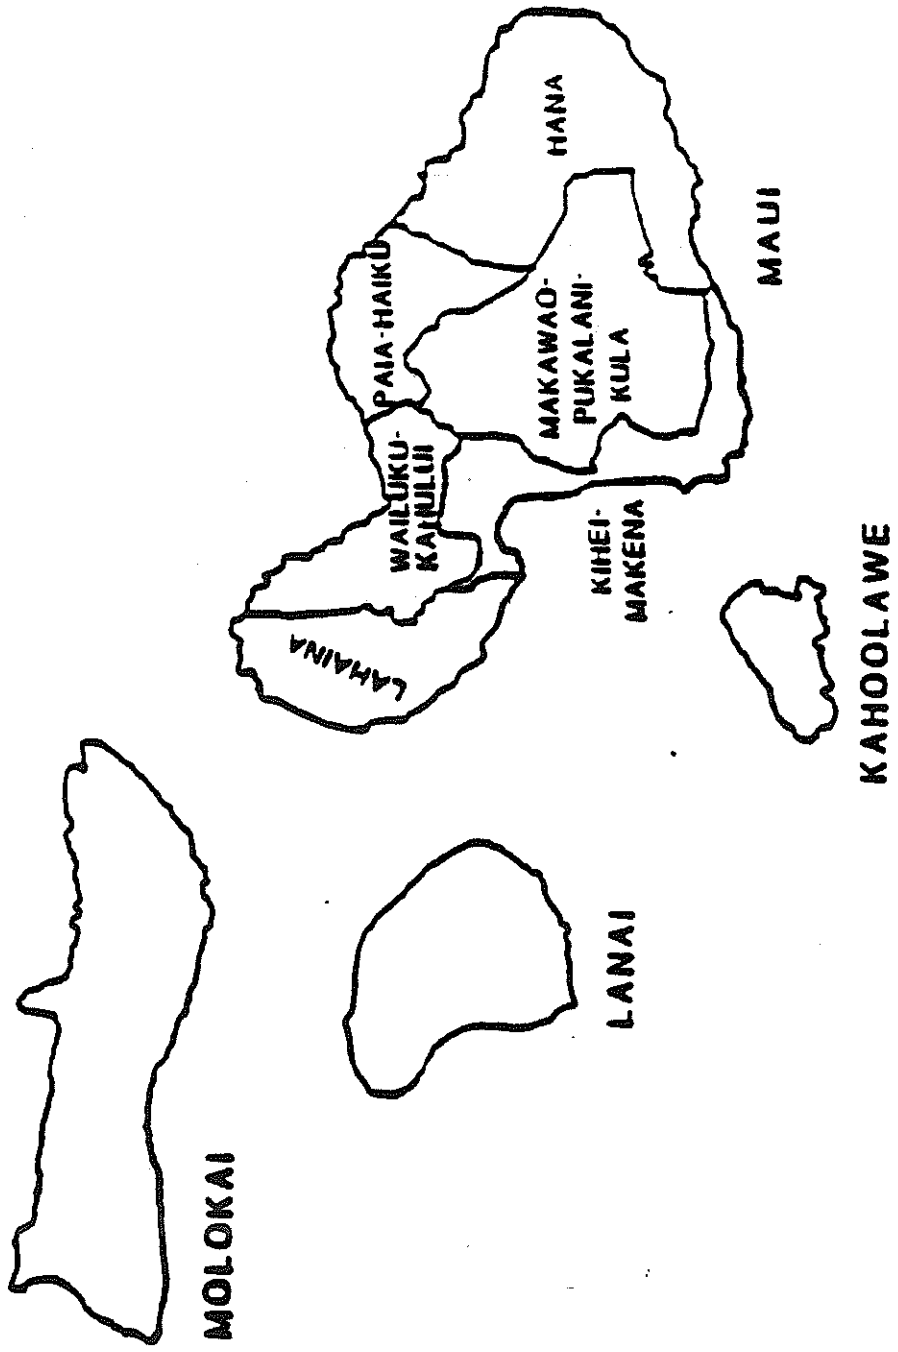 MOLOKAI
LANAI
KAHOOLAWE
MAUI
LAHAINA
WAILUKU-
KAHULUI
PAIA-HAIKU
MAKAWAO-
PUKALANI-
KULA
HANA
KIHEI-
MAKENA